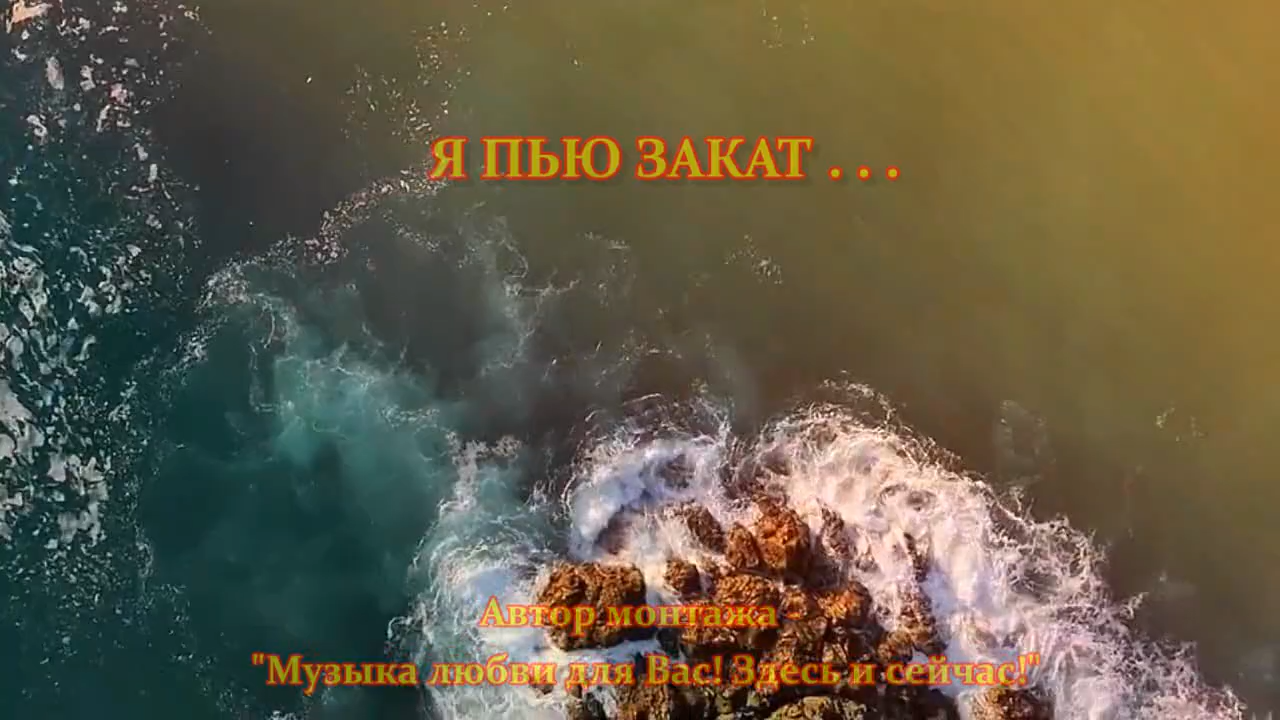 Я ПЬЮ ЗАКАТ . . .
Автор монтажа -
"Музыка любви для Вас! Здесь и сейчас!"